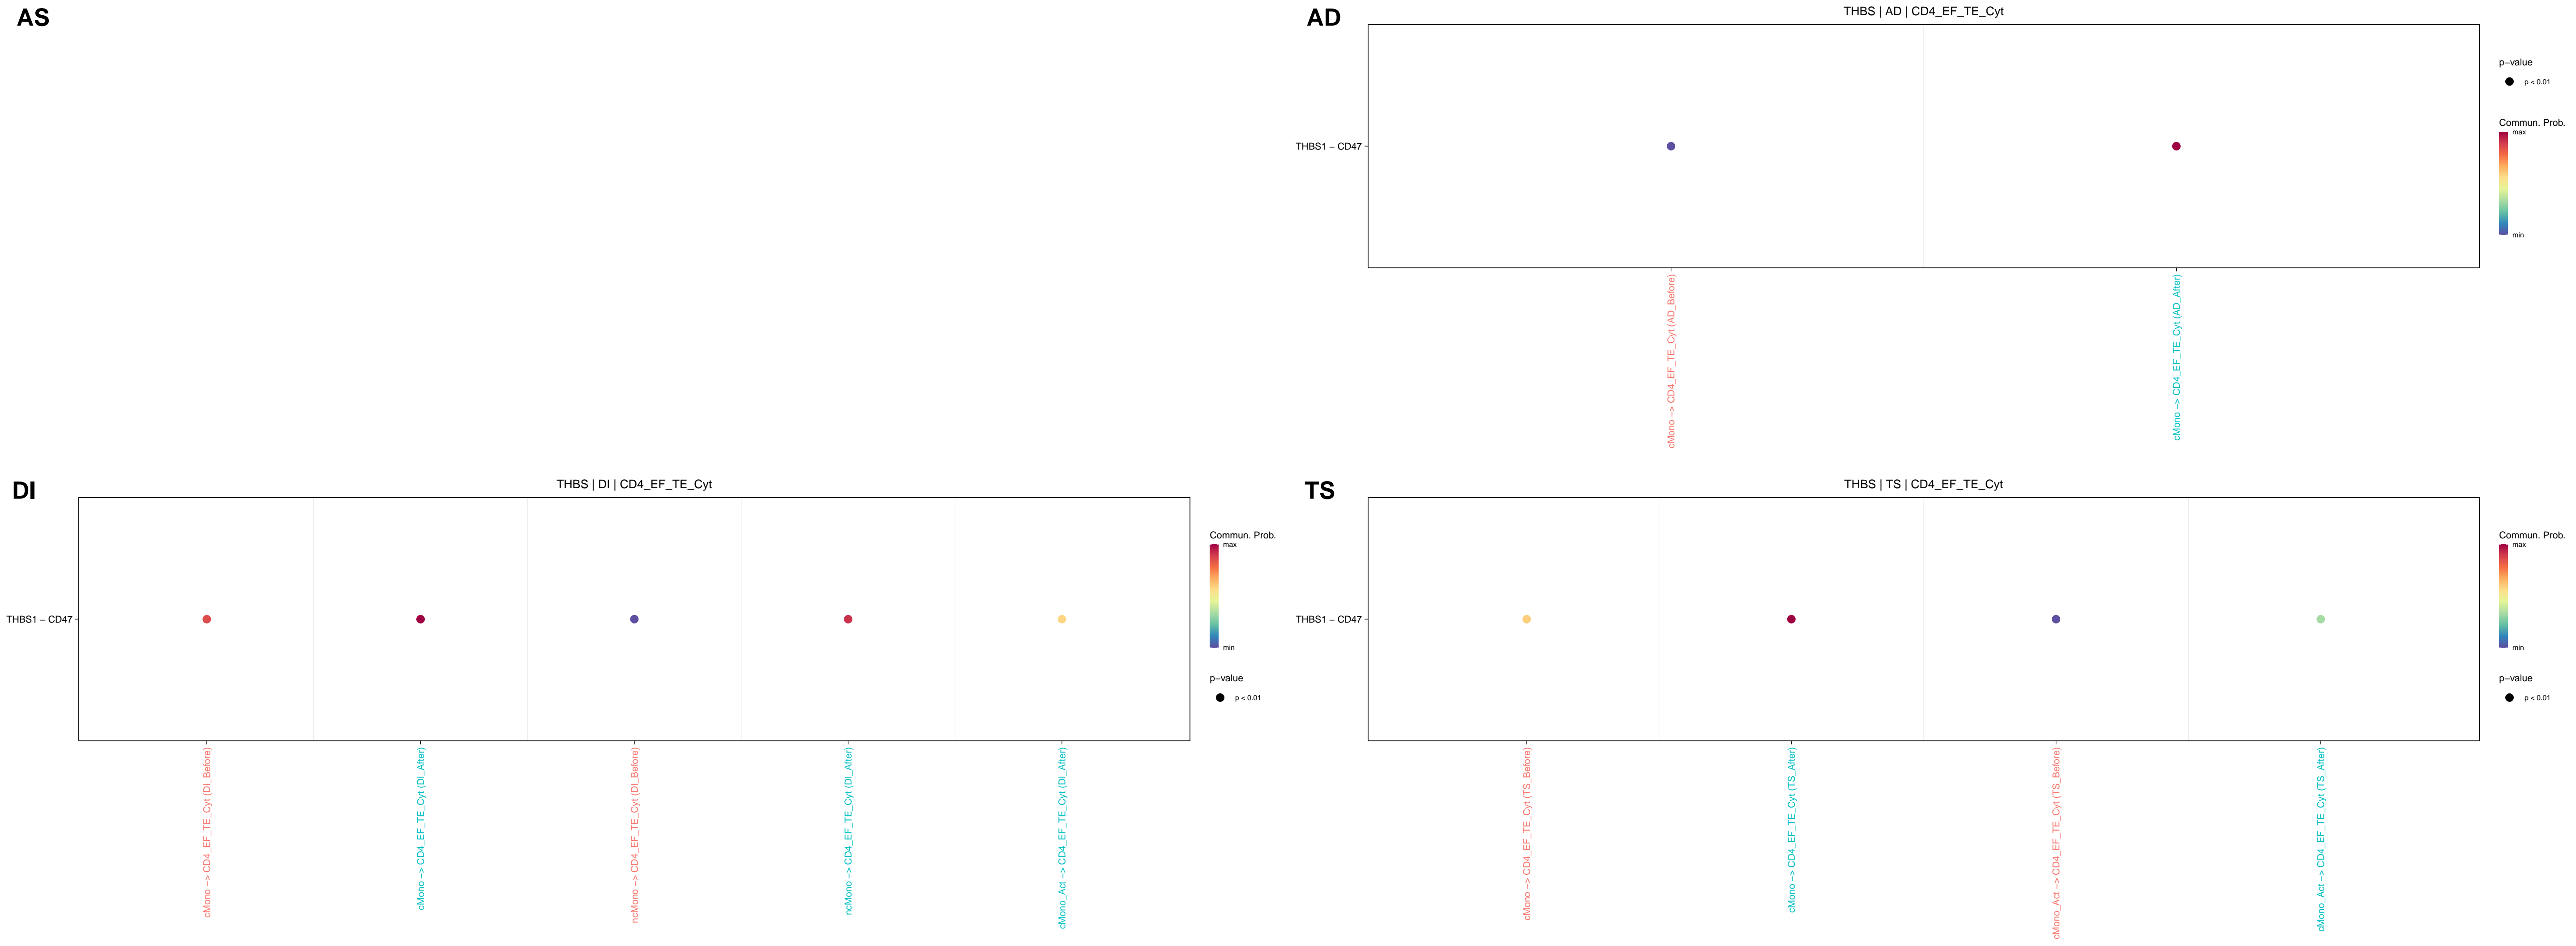 AS
AD
THBS | AD | CD4_EF_TE_Cyt
THBS1 − CD47
cMono −> CD4_EF_TE_Cyt (AD_Before)
cMono −> CD4_EF_TE_Cyt (AD_After)
p−value
p < 0.01
Commun. Prob.
max
min
DI
THBS | DI | CD4_EF_TE_Cyt
THBS1 − CD47
cMono −> CD4_EF_TE_Cyt (DI_Before)
cMono −> CD4_EF_TE_Cyt (DI_After)
ncMono −> CD4_EF_TE_Cyt (DI_Before)
ncMono −> CD4_EF_TE_Cyt (DI_After)
cMono_Act −> CD4_EF_TE_Cyt (DI_After)
Commun. Prob.
max
min
p−value
p < 0.01
TS
THBS | TS | CD4_EF_TE_Cyt
THBS1 − CD47
cMono −> CD4_EF_TE_Cyt (TS_Before)
cMono −> CD4_EF_TE_Cyt (TS_After)
cMono_Act −> CD4_EF_TE_Cyt (TS_Before)
cMono_Act −> CD4_EF_TE_Cyt (TS_After)
Commun. Prob.
max
min
p−value
p < 0.01